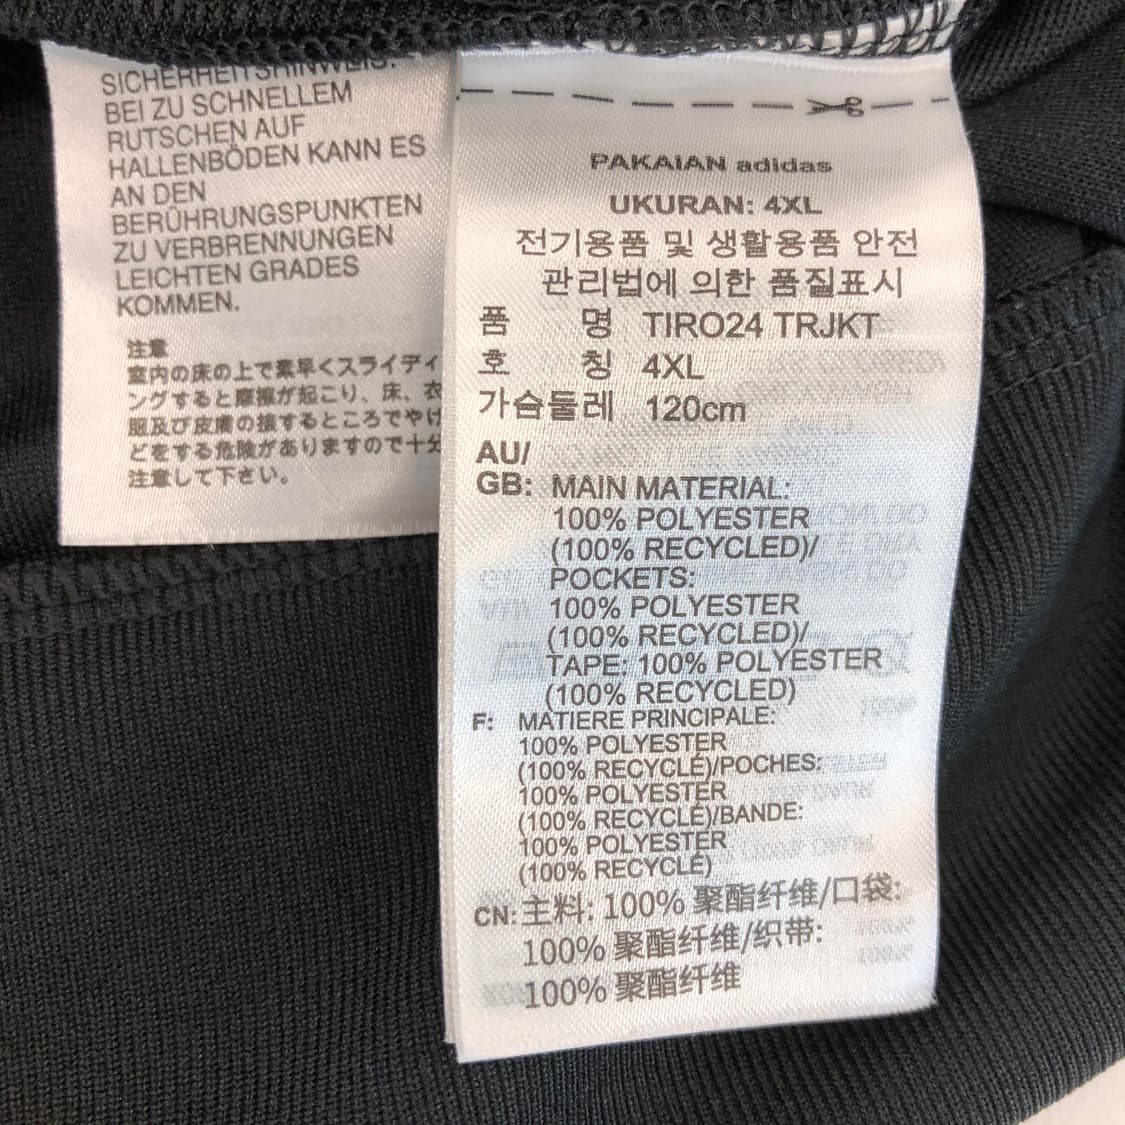 SICHERHEITSHINWEIS:
BEI ZU SCHNELLEM
RUTSCHEN AUF
HALLENBÖDEN KANN ES
AN DEN
BERÜHRUNGSPUNKTEN
ZU VERBRENNUNGEN
LEICHTEN GRADES
KOMMEN.
注意
室内の床の上で素早くスライディ
ングすると摩擦が起こり、床、衣
服及び皮膚の接するところでやけ
どをする危険がありますので十分
注意して下さい。
PAKAIAN adidas
UKURAN: 4XL
전기용품 및 생활용품 안전
관리법에 의한 품질표시
품 명 TIRO24 TRJKT
호 칭 4XL
가슴둘레 120cm
AU/
GB: MAIN MATERIAL:
100% POLYESTER
(100% RECYCLED)/
POCKETS:
100% POLYESTER
(100% RECYCLED)/
TAPE: 100% POLYESTER
(100% RECYCLED)
F: MATIERE PRINCIPALE:
100% POLYESTER
(100% RECYCLÉ)/POCHES:
100% POLYESTER
(100% RECYCLÉ)/BANDE:
100% POLYESTER
(100% RECYCLÉ)
CN: 主料: 100% 聚酯纤维/口袋:
100% 聚酯纤维/织带:
100% 聚酯纤维